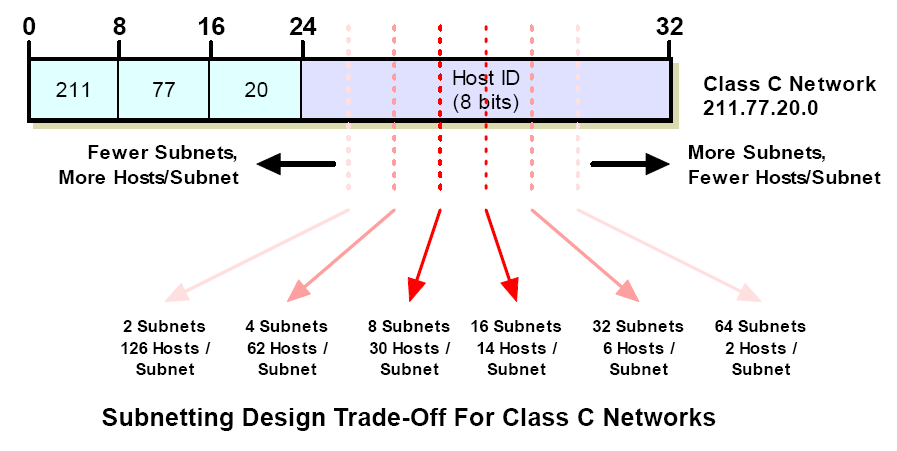 0 8 16 24 32
211 77 20 Host ID
(8 bits)
Class C Network
211.77.20.0
Fewer Subnets,
More Hosts/Subnet
More Subnets,
Fewer Hosts/Subnet
2 Subnets
126 Hosts /
Subnet
4 Subnets
62 Hosts /
Subnet
8 Subnets
30 Hosts /
Subnet
16 Subnets
14 Hosts /
Subnet
32 Subnets
6 Hosts /
Subnet
64 Subnets
2 Hosts /
Subnet
Subnetting Design Trade-Off For Class C Networks